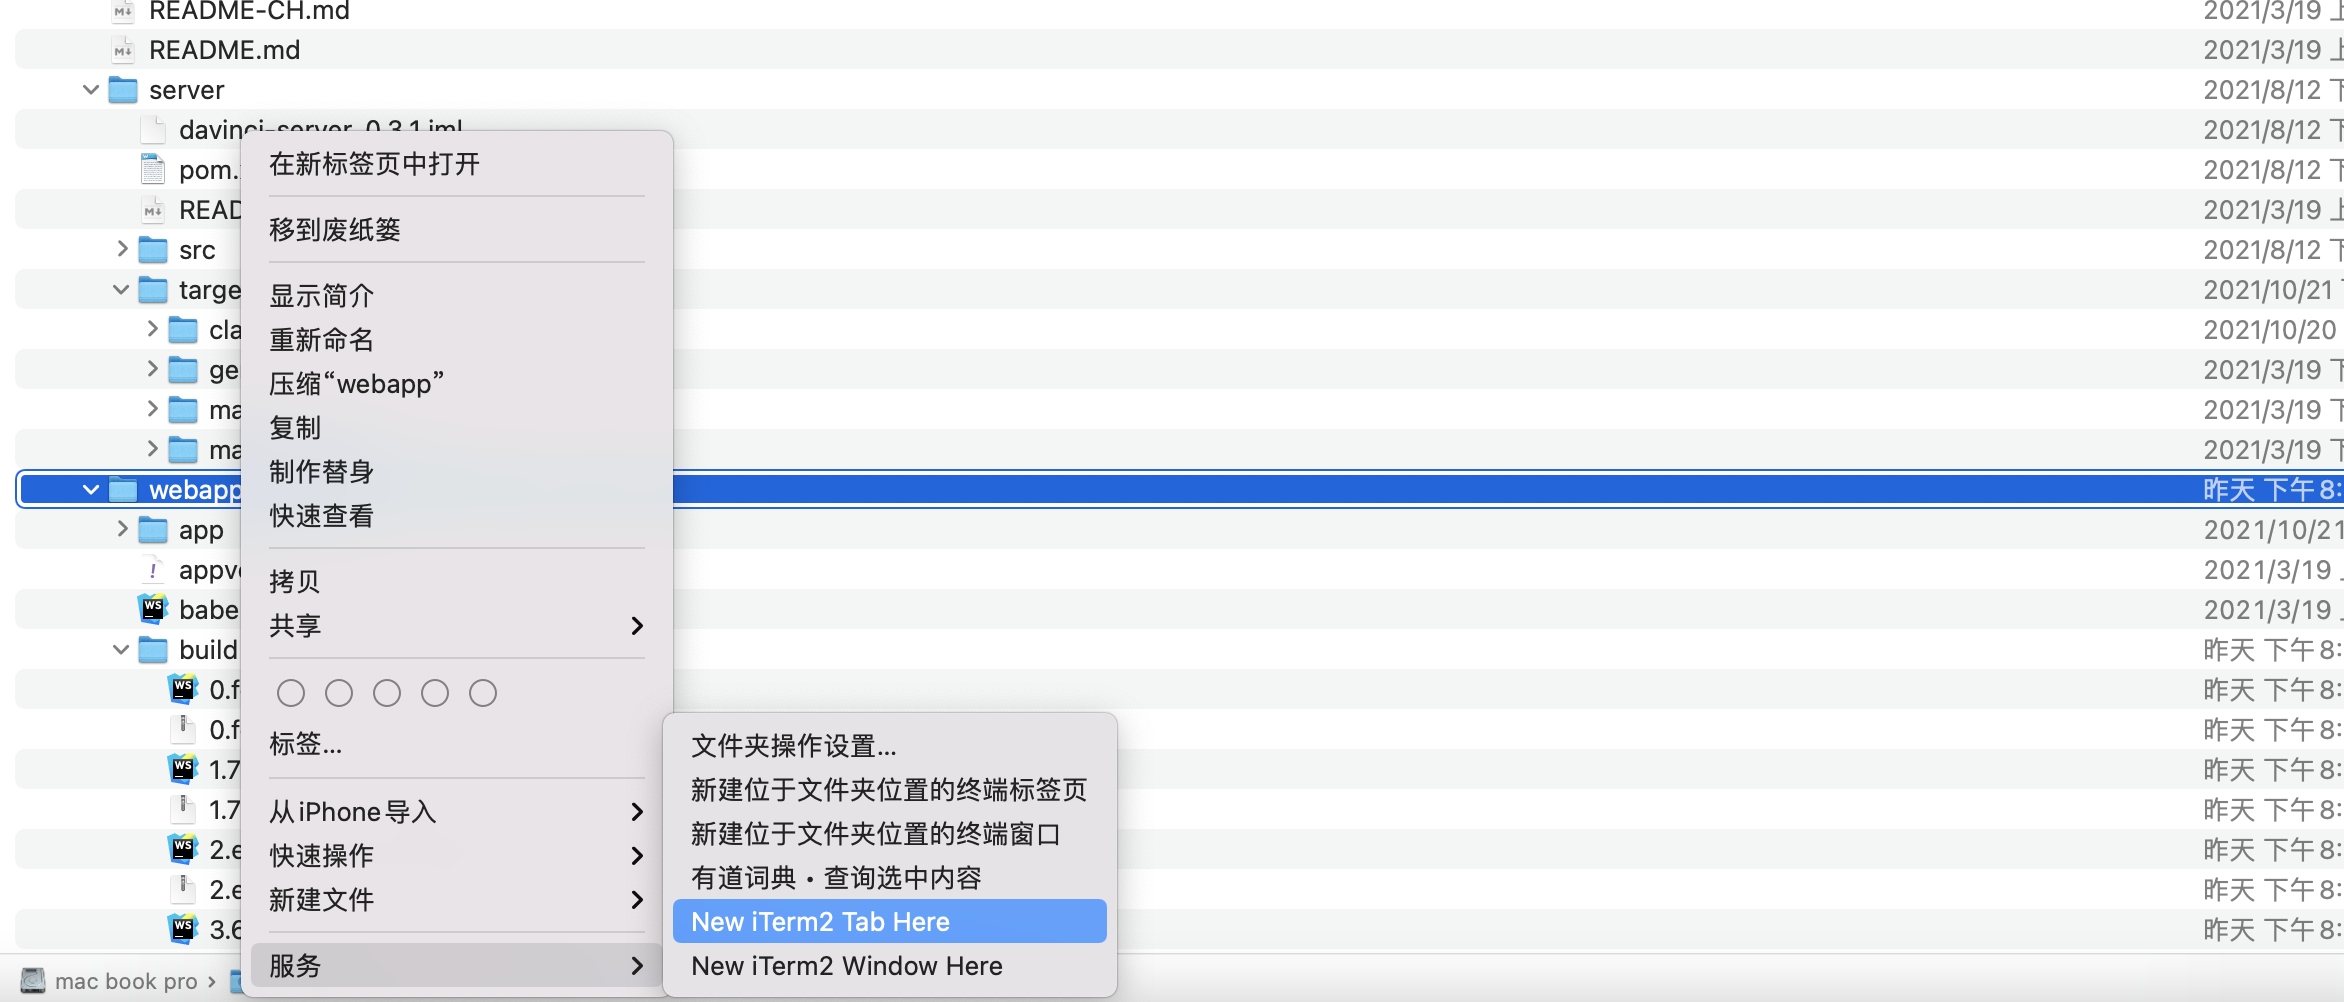 README-CH.md 2021/3/19
README.md 2021/3/19
server 2021/8/12
davinci-server_0.3.1.iml 2021/8/12
pom. 2021/8/12
READ 2021/3/19
src 2021/8/12
targe 2021/10/21
cla 2021/10/20
ge 2021/3/19
ma 2021/3/19
ma 2021/3/19
webapp 昨天 下午8:
app 2021/10/21
appv 2021/3/19
babe 2021/3/19
build 昨天 下午8:
0.f 昨天 下午8:
0.f 昨天 下午8:
1.7 昨天 下午8:
1.7 昨天 下午8:
2.e 昨天 下午8:
2.e 昨天 下午8:
3.6 昨天 下午8:
mac book pro ›
在新标签页中打开
移到废纸篓
显示简介
重新命名
压缩“webapp”
复制
制作替身
快速查看
拷贝
共享
标签...
从iPhone导入
快速操作
新建文件
服务
文件夹操作设置...
新建位于文件夹位置的终端标签页
新建位于文件夹位置的终端窗口
有道词典・查询选中内容
New iTerm2 Tab Here
New iTerm2 Window Here